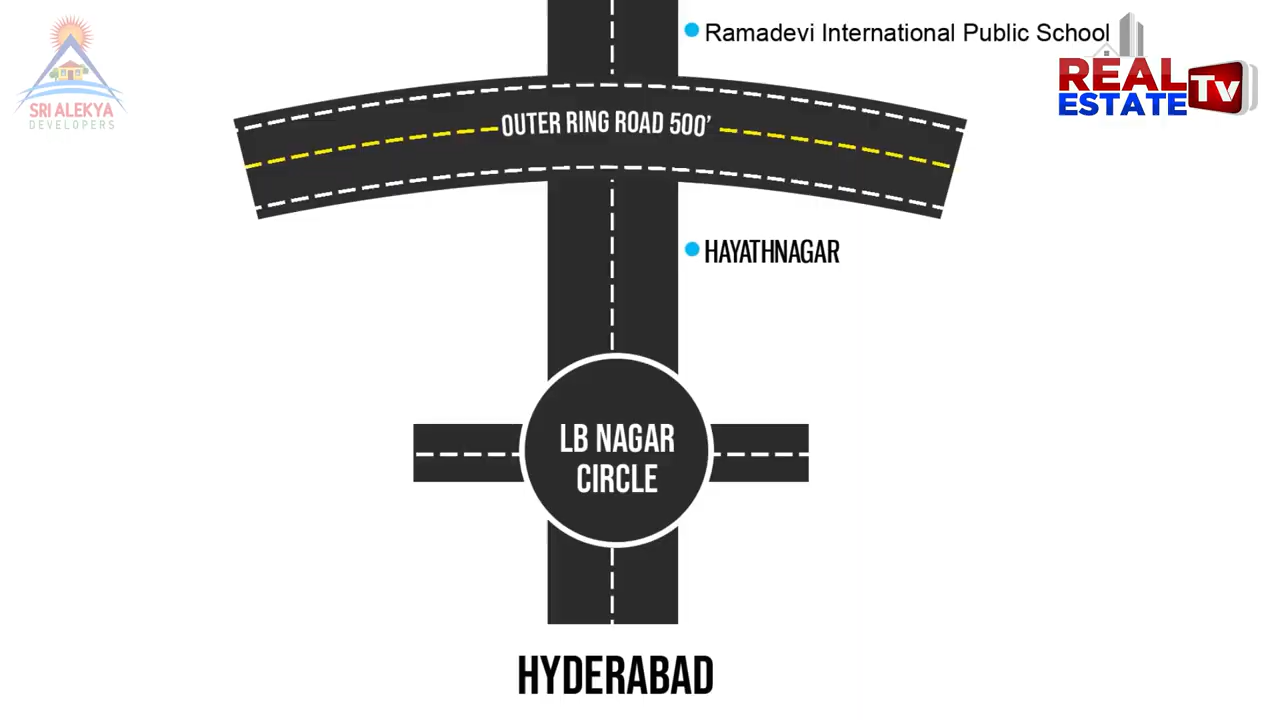 Ramadevi International Public School
SRI ALEKYA
DEVELOPERS
REAL
ESTATE
TV
OUTER RING ROAD 500’
HAYATHNAGAR
LB NAGAR
CIRCLE
HYDERABAD